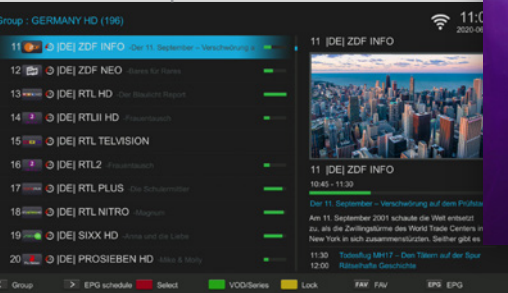 Group : GERMANY HD (196)
11:0
2020-06
11 |DE| ZDF INFO -Der 11. September – Verschwörung a
12 |DE| ZDF NEO -Bares für Rares
13 |DE| RTL HD -Der Blaulicht Report
14 |DE| RTLII HD -Frauentausch
15 |DE| RTL TELVISION
16 |DE| RTL2 -Frauentausch
17 |DE| RTL PLUS -Die Schulermittler
18 |DE| RTL NITRO -Magnum
19 |DE| SIXX HD -Anna und die Liebe
20 |DE| PROSIEBEN HD -Mike & Molly
11 |DE| ZDF INFO
11 |DE| ZDF INFO
10:45 - 11:30
Der 11. September – Verschwörung auf dem Prüfstan
Am 11. September 2001 schaute die Welt entsetzt
zu, als die Zwillingstürme des World Trade Centers in
New York in sich zusammenstürzten. Seither gibt es
11:30 Todesflug MH17 - Den Tätern auf der Spur
12:00 Rätselhafte Geschichte
Group
> EPG schedule
Select
VOD/Series
Lock
FAV FAV
EPG EPG